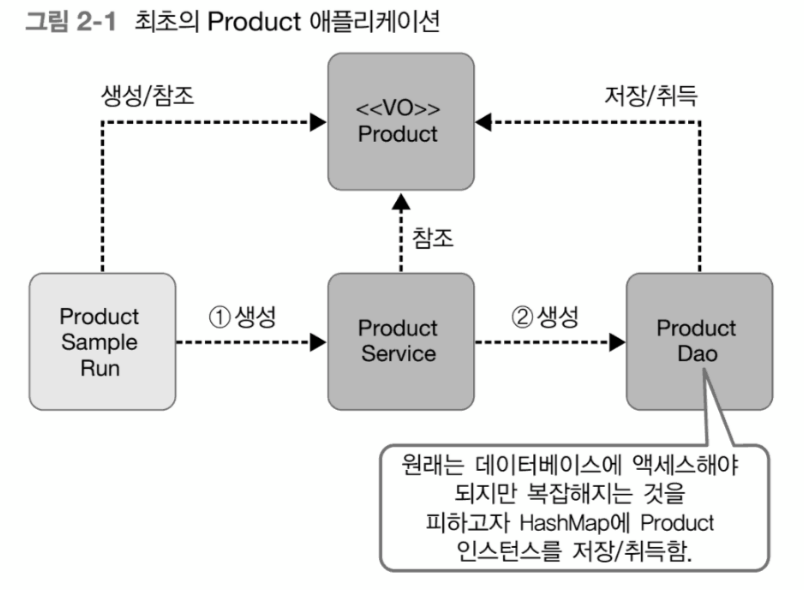 그림 2-1 최초의 Product 애플리케이션
생성/참조
<<VO>>
Product
저장/취득
참조
Product
Sample
Run
①생성
Product
Service
②생성
Product
Dao
원래는 데이터베이스에 액세스해야
되지만 복잡해지는 것을
피하고자 HashMap에 Product
인스턴스를 저장/취득함.